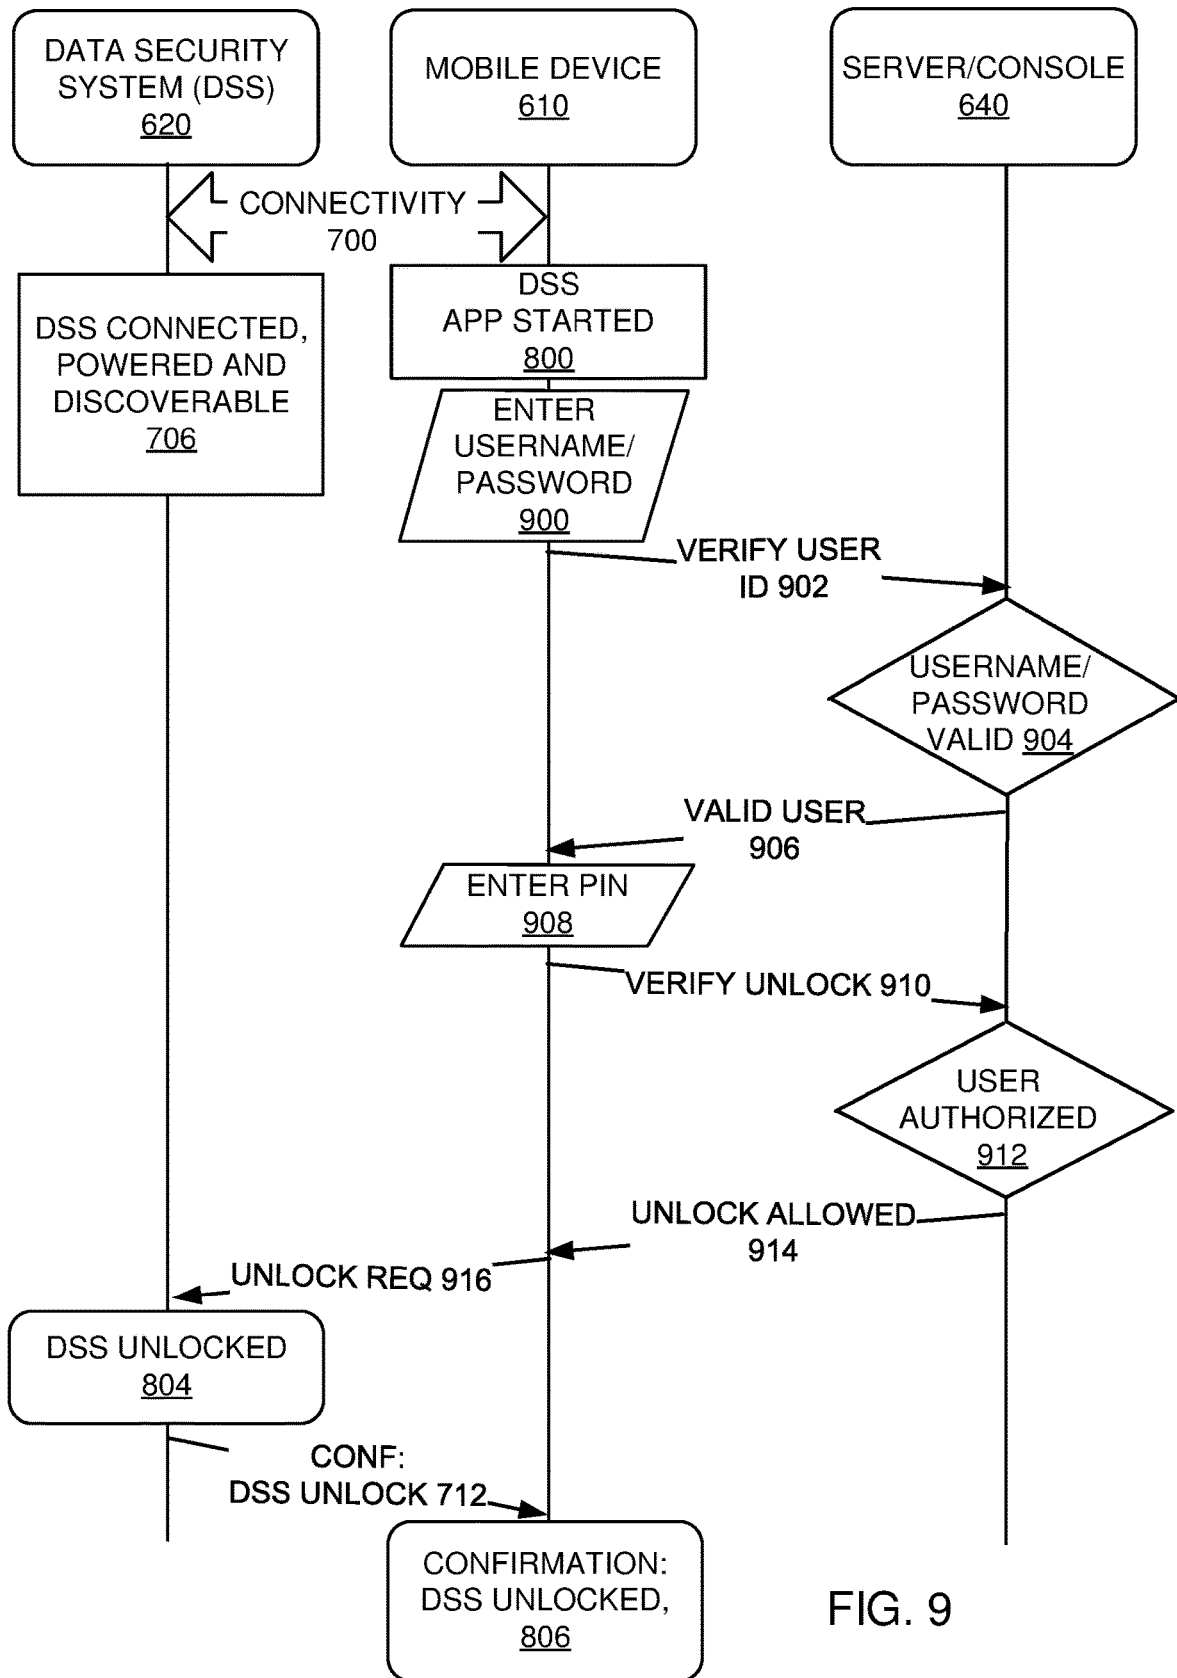 DATA SECURITY
SYSTEM (DSS)
620
MOBILE DEVICE
610
SERVER/CONSOLE
640
CONNECTIVITY
700
DSS CONNECTED,
POWERED AND
DISCOVERABLE
706
DSS
APP STARTED
800
ENTER
USERNAME/
PASSWORD
900
VERIFY USER
ID 902
USERNAME/
PASSWORD
VALID 904
VALID USER
906
ENTER PIN
908
VERIFY UNLOCK 910
USER
AUTHORIZED
912
UNLOCK ALLOWED
914
UNLOCK REQ 916
DSS UNLOCKED
804
CONF:
DSS UNLOCK 712
CONFIRMATION:
DSS UNLOCKED,
806
FIG. 9